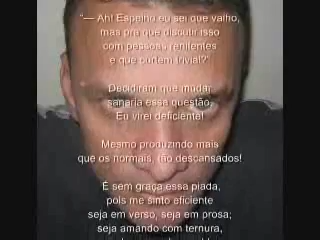 "— Ah! Espelho eu sei que valho,
mas pra que discutir isso
com pessoas renitentes
e que curtem trivial?"
Decidiram que mudar,
sanaria essa questão,
Eu virei deficiente!
Mesmo produzindo mais
que os normais, tão descansados!
É sem graça essa piada,
pois me sinto eficiente
seja em verso, seja em prosa;
seja amando com ternura,